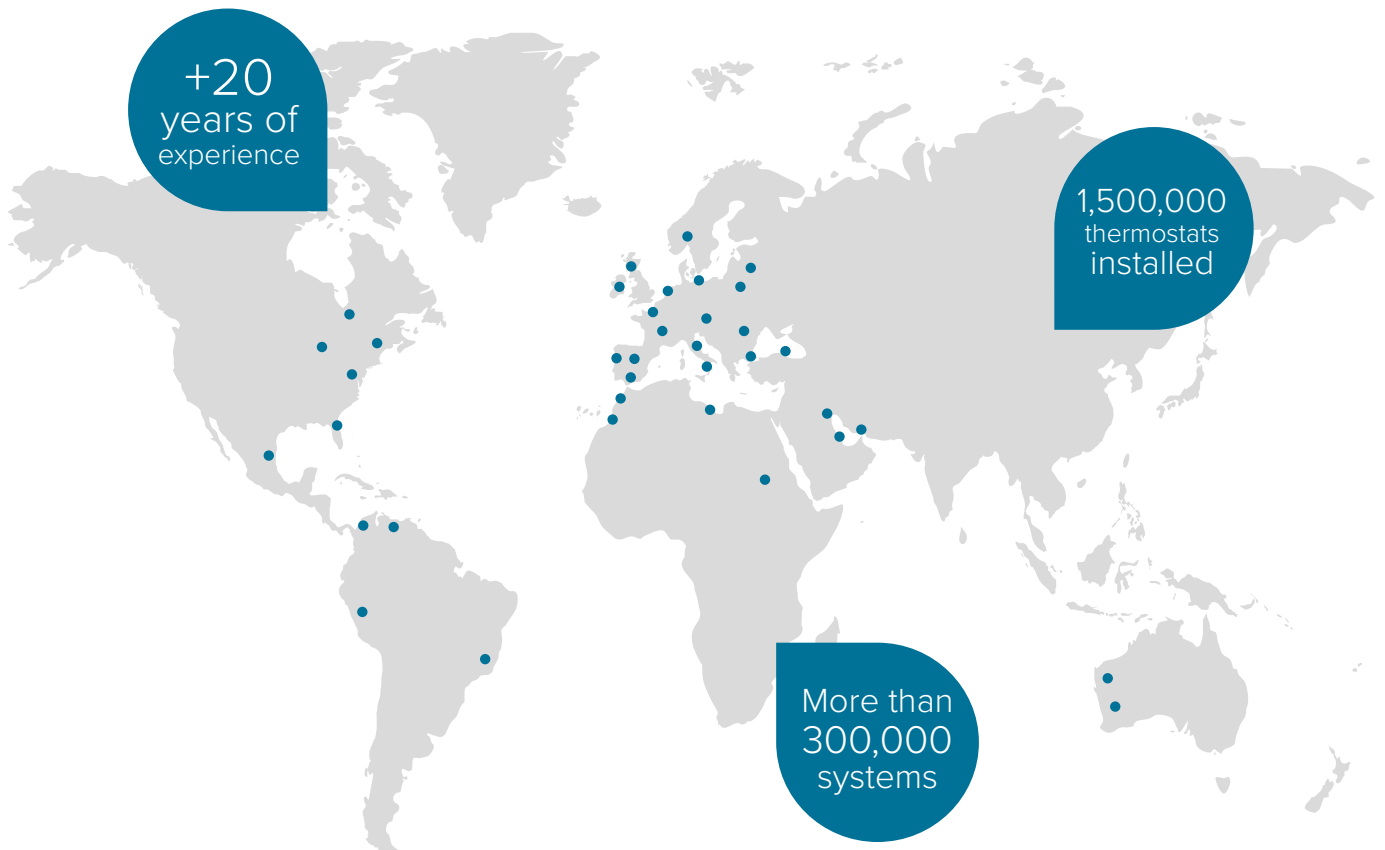 +20
years of
experience
1,500,000
thermostats
installed
More than
300,000
systems